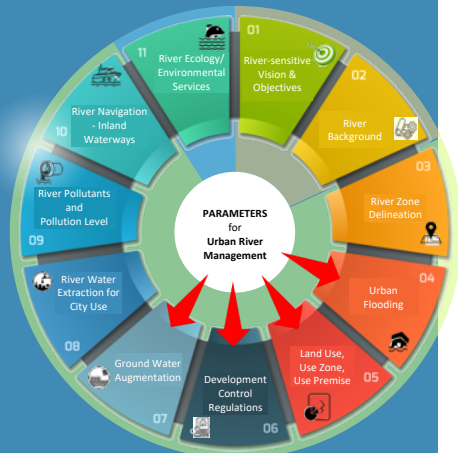 PARAMETERS
for
Urban River
Management
01
River-sensitive
Vision &
Objectives
02
River
Background
03
River Zone
Delineation
04
Urban
Flooding
05
Land Use,
Use Zone,
Use Premise
06
Development
Control
Regulations
07
Ground Water
Augmentation
08
River Water
Extraction for
City Use
09
River Pollutants
and
Pollution Level
10
River Navigation
- Inland
Waterways
11
River Ecology/
Environmental
Services